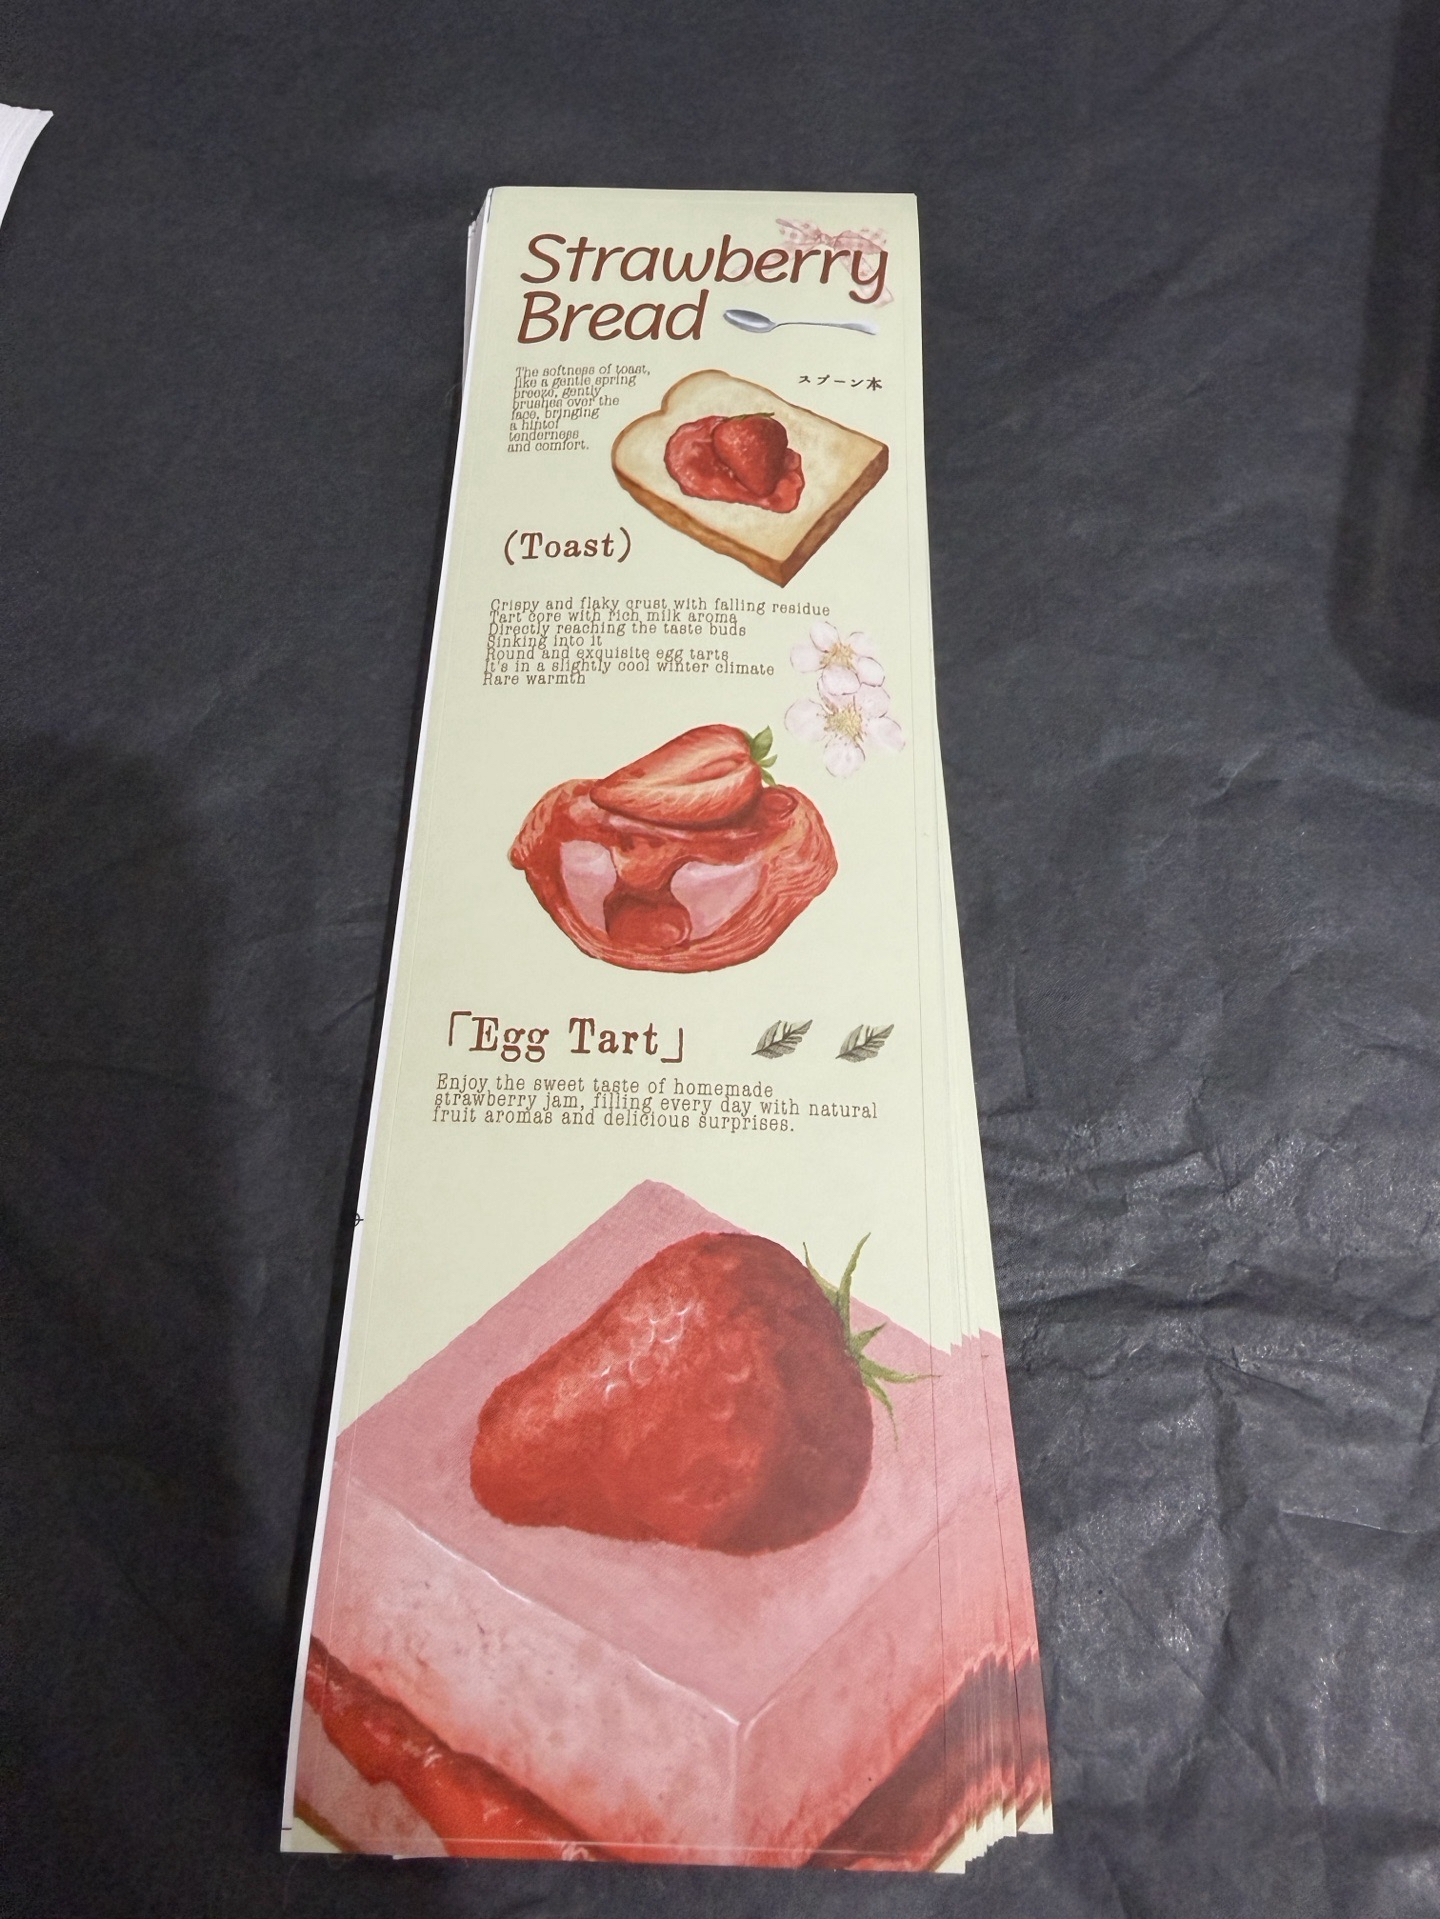 Strawberry
Bread
スプーン本
The softness of toast,
like a gentle spring
breeze, gently
brushes over the
face, bringing
a hintof
tenderness
and comfort.
(Toast)
Crispy and flaky crust with falling residue
Tart core with rich milk aroma
Directly reaching the taste buds
Sinking into it
Round and exquisite egg tarts
It's in a slightly cool winter climate
Rare warmth
「Egg Tart」
Enjoy the sweet taste of homemade
strawberry jam, filling every day with natural
fruit aromas and delicious surprises.